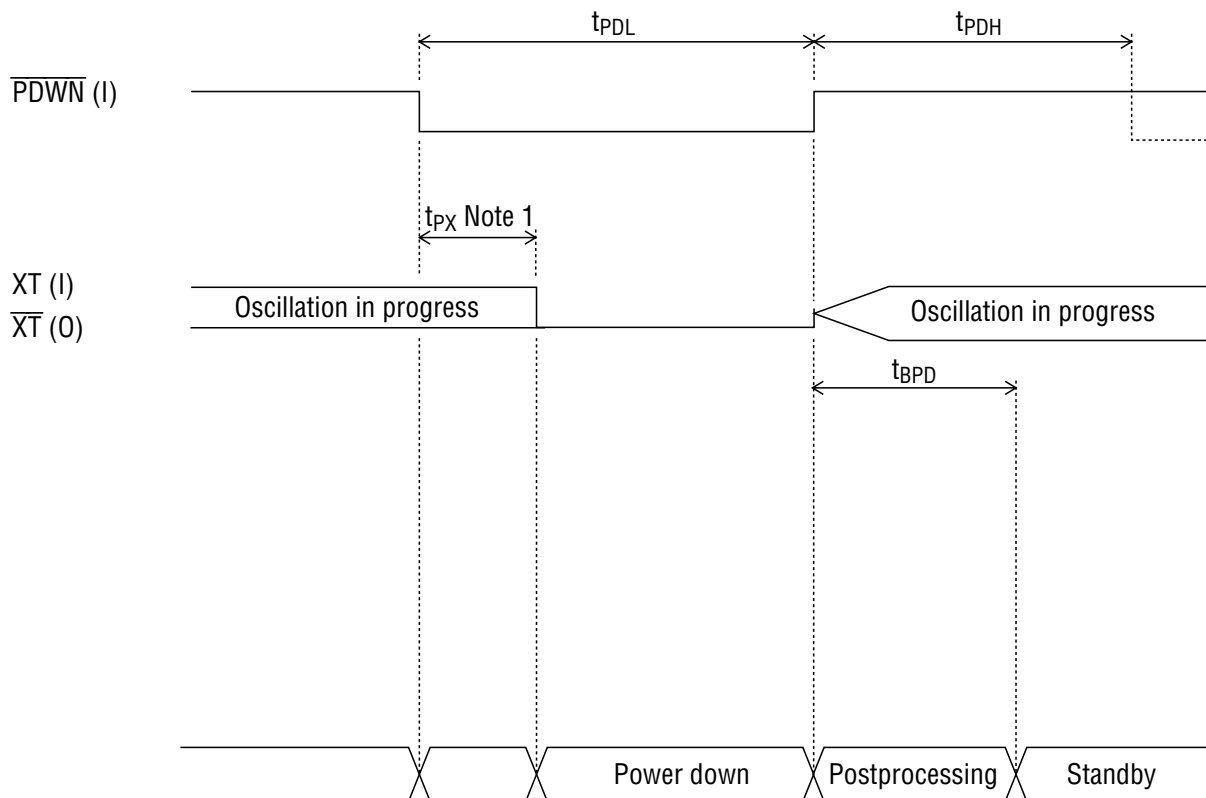 tPDL
tPDH
PDWN (I)
tPX Note 1
XT (I)
Oscillation in progress
XT (O)
Oscillation in progress
tBPD
Power down
Postprocessing
Standby